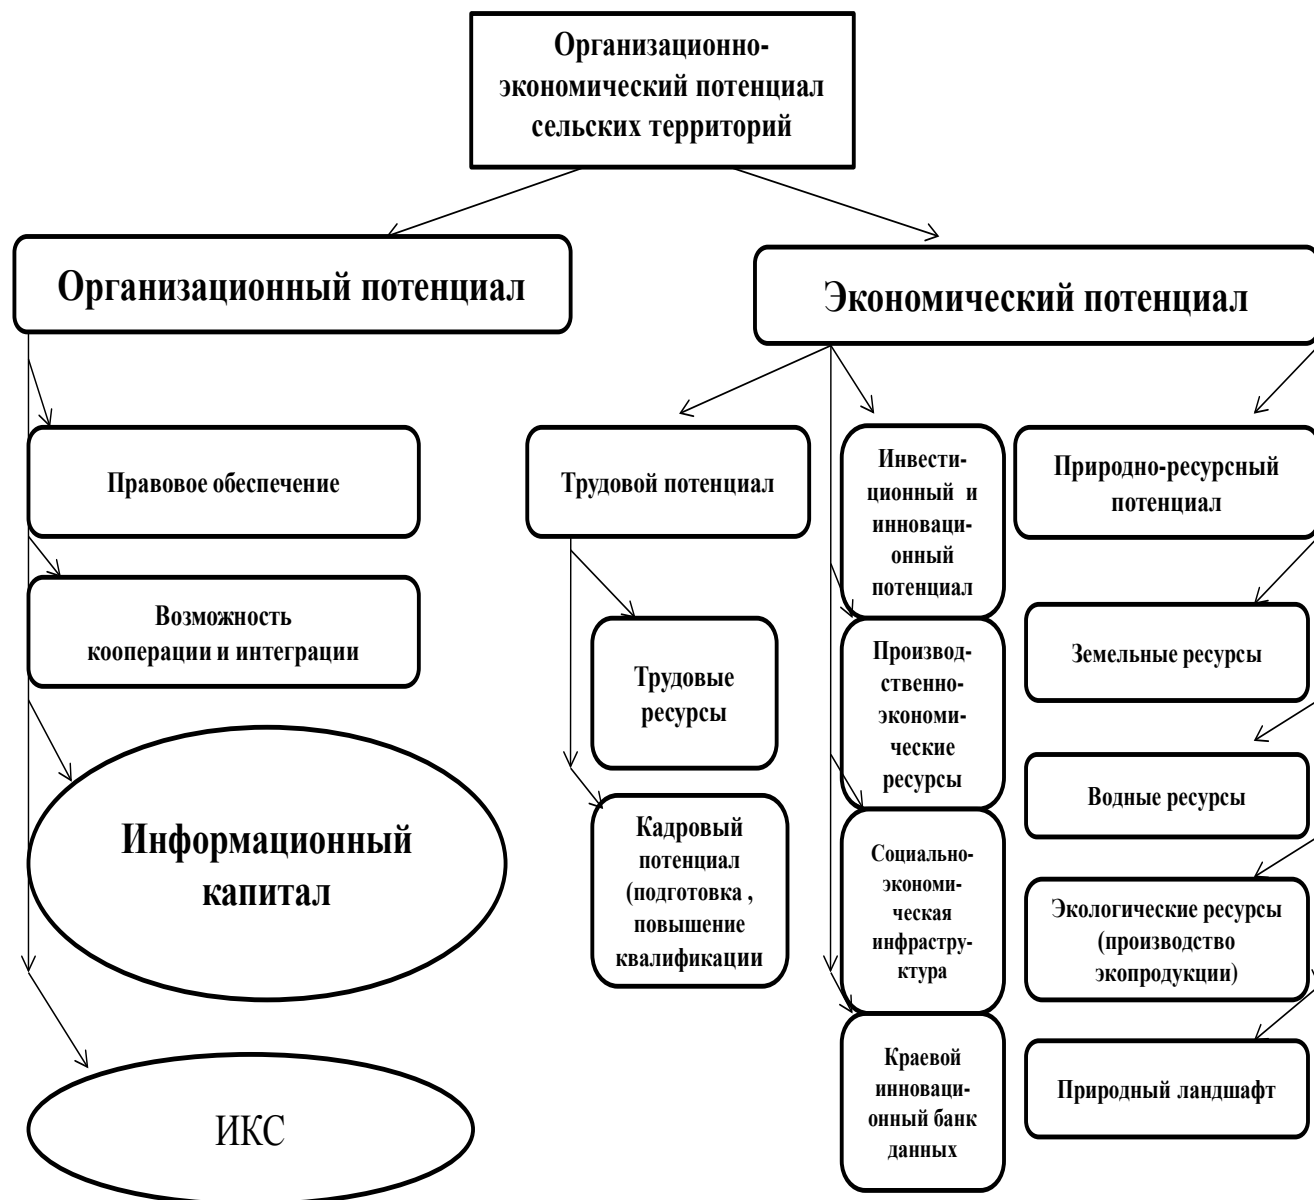 Организационно-
экономический потенциал
сельских территорий
Организационный потенциал
Экономический потенциал
Правовое обеспечение
Возможность
кооперации и интеграции
Информационный
капитал
ИКС
Трудовой потенциал
Трудовые
ресурсы
Кадровый
потенциал
(подготовка ,
повышение
квалификации
Инвести-
ционный и
инноваци-
онный
потенциал
Производ-
ственно-
экономи-
ческие
ресурсы
Социально-
экономи-
ческая
инфраструк-
ктура
Краевой
инноваци-
онный банк
данных
Природно-ресурсный
потенциал
Земельные ресурсы
Водные ресурсы
Экологические ресурсы
(производство
экопродукции)
Природный ландшафт